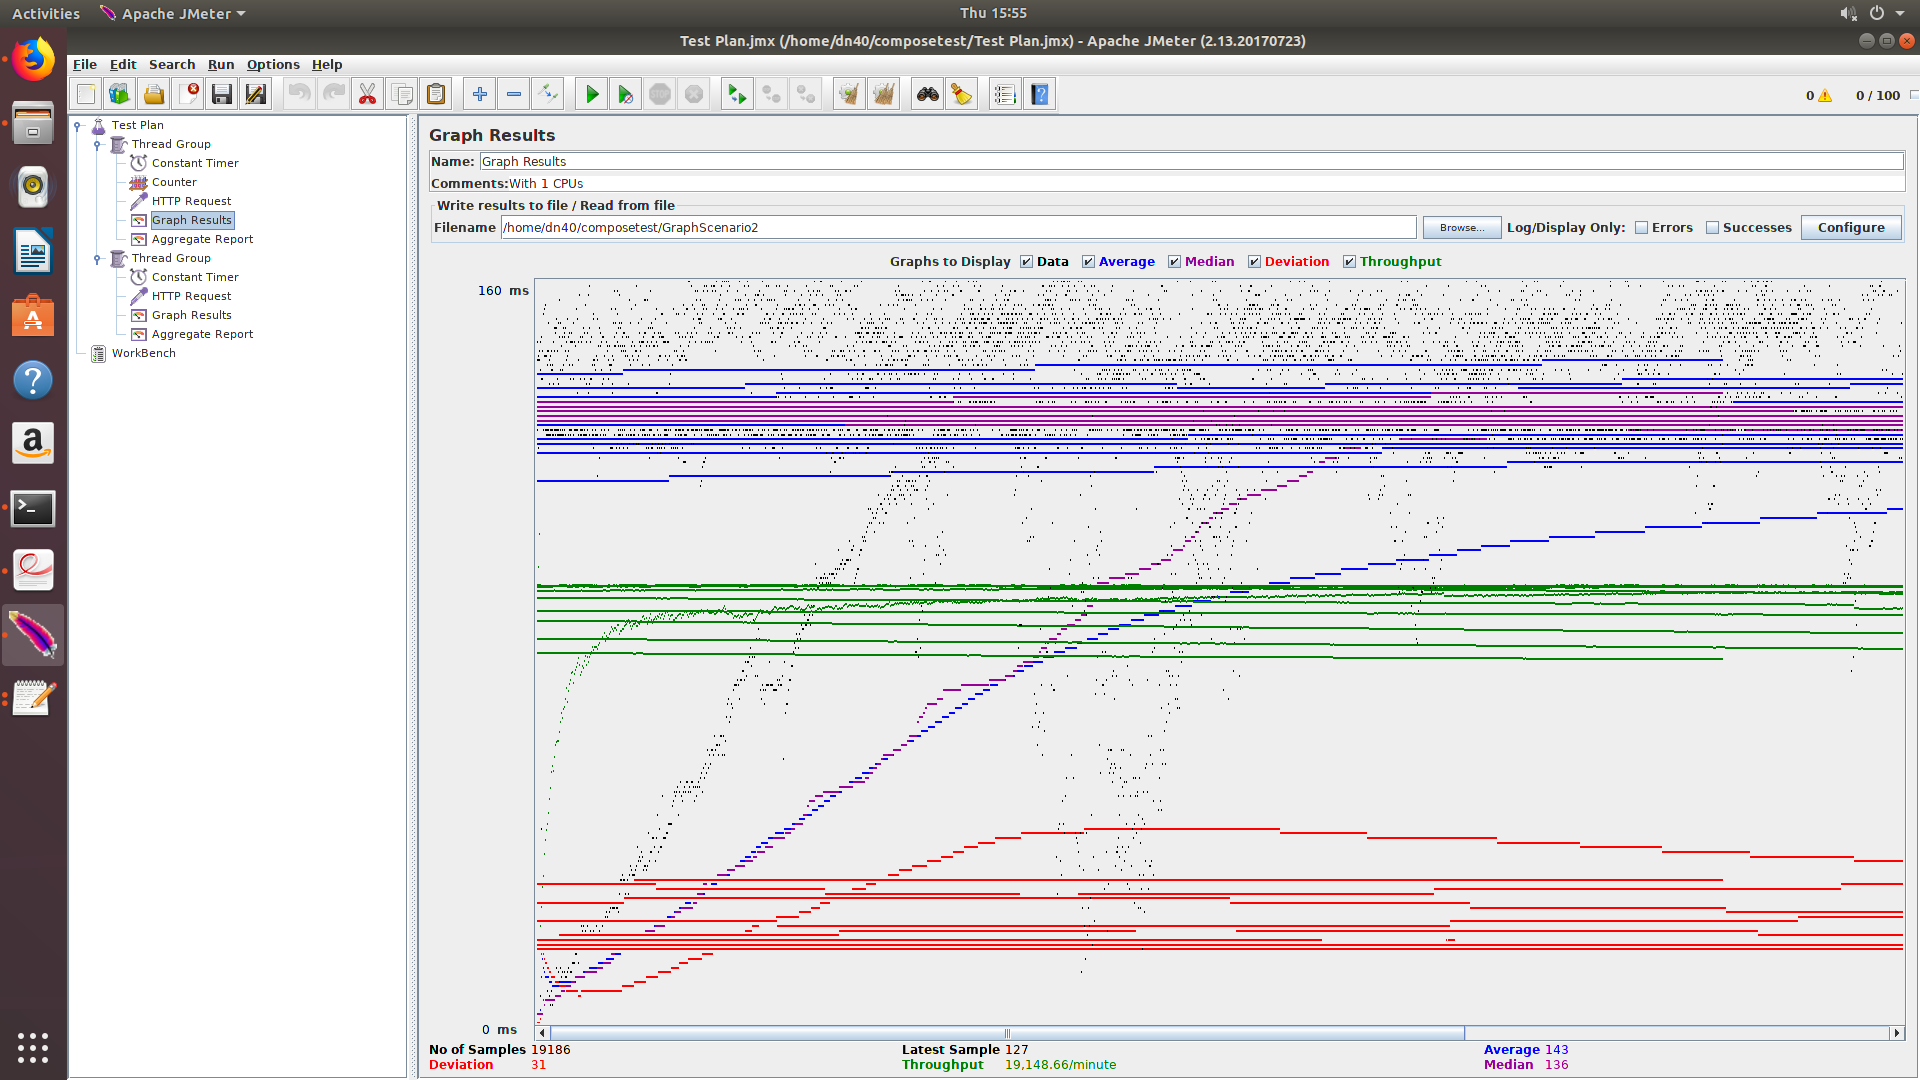 Activities Apache JMeter Thu 15:55
Test Plan.jmx (/home/dn40/composetest/Test Plan.jmx) - Apache JMeter (2.13.20170723)
File Edit Search Run Options Help
0 0 / 100
Test Plan
Thread Group
Constant Timer
Counter
HTTP Request
Graph Results
Aggregate Report
Thread Group
Constant Timer
HTTP Request
Graph Results
Aggregate Report
WorkBench
Graph Results
Name: Graph Results
Comments: With 1 CPUs
Write results to file / Read from file
Filename /home/dn40/composetest/GraphScenario2 Browse... Log/Display Only: Errors Successes Configure
Graphs to Display Data Average Median Deviation Throughput
160 ms
0 ms
No of Samples 19186 Latest Sample 127 Average 143
Deviation 31 Throughput 19,148.66/minute Median 136